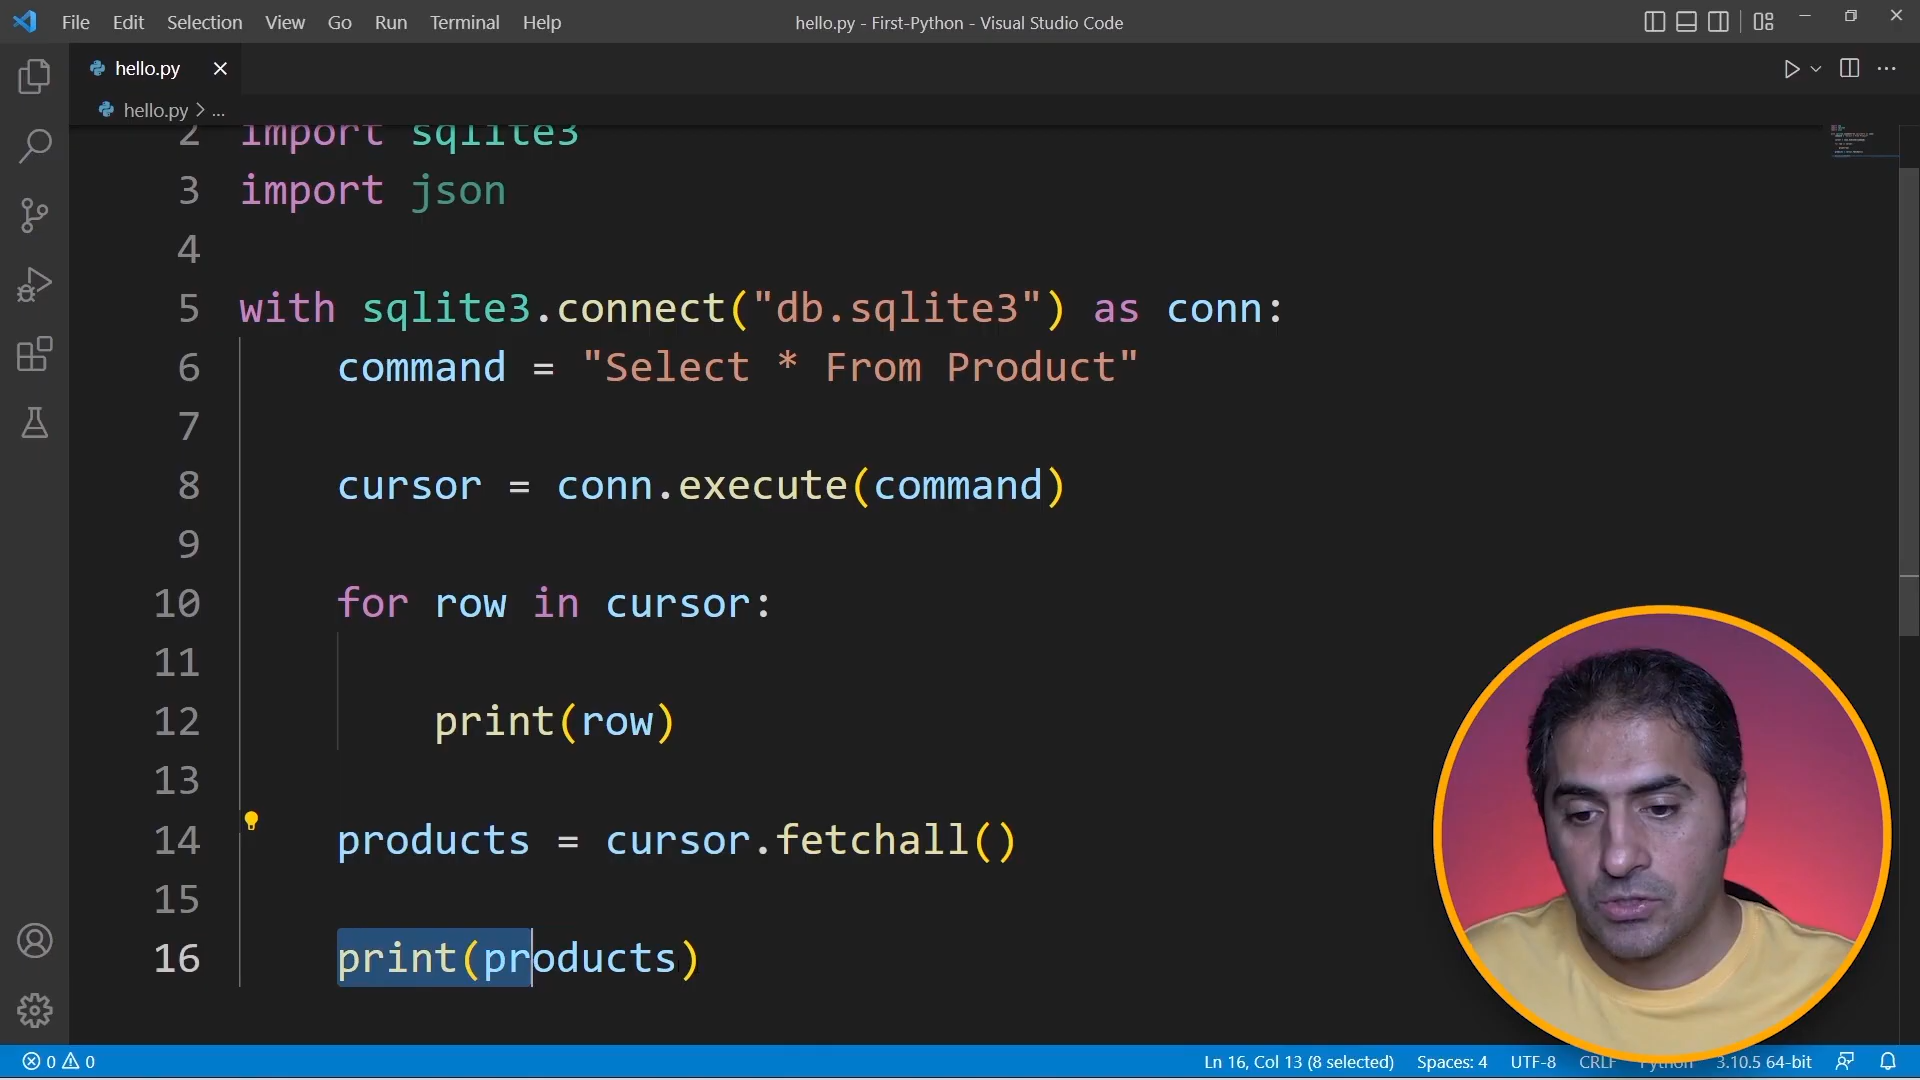 File Edit Selection View Go Run Terminal Help
hello.py - First-Python - Visual Studio Code
hello.py
hello.py > ...
2 import sqlite3
3 import json
4
5 with sqlite3.connect("db.sqlite3") as conn:
6 command = "Select * From Product"
7
8 cursor = conn.execute(command)
9
10 for row in cursor:
11
12 print(row)
13
14 products = cursor.fetchall()
15
16 print(products)
0 0
Ln 16, Col 13 (8 selected) Spaces: 4 UTF-8 CRLF Python 3.10.5 64-bit